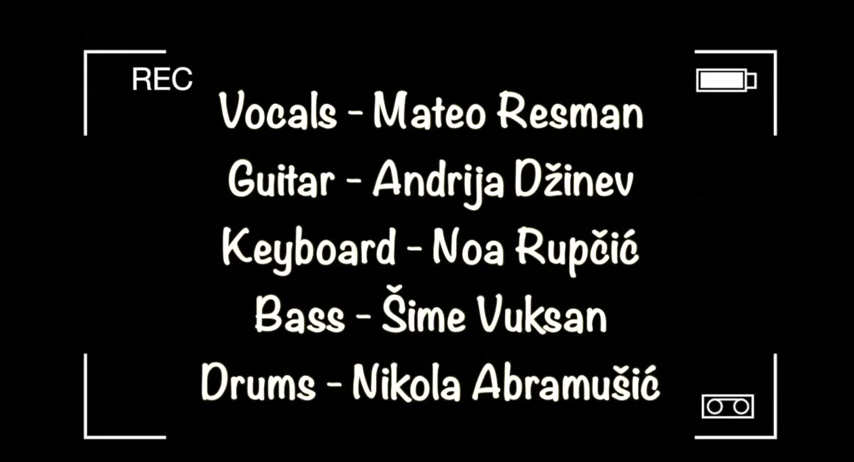 REC
Vocals - Mateo Resman
Guitar - Andrija Džinev
Keyboard - Noa Rupčić
Bass - Šime Vuksan
Drums - Nikola Abramušić